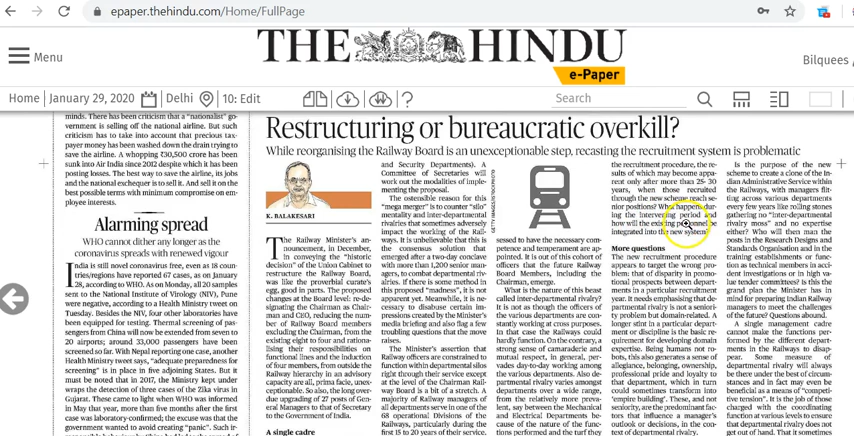 epaper.thehindu.com/Home/FullPage
Menu
THE HINDU
e-Paper
Bilquees
Home | January 29, 2020 Delhi 10: Edit
Search
minds. There has been criticism
that a "nationalist" go-
vernment is selling off the national airline. But such
criticism has to take into account that precious tax-
payer money has been washed down the drain trying to
save the airline. A whopping ₹30,500 crore has been
sunk into Air India since 2012 despite which it has been
posting losses. The best way to save the airline, its
jobs and the national exchequer is to sell it. And sell it on the
best possible terms with minimum compromise on em-
ployee interests.
Alarming spread
WHO cannot dither any longer as the
coronavirus spreads with renewed vigour
India is still novel coronavirus free, even as 18 coun-
tries/regions have reported 67 cases, as on January
28, according to WHO. As on Monday, all 20 samples
sent to the National Institute of Virology (NIV), Pune
were negative, according to a Health Ministry tweet on
Tuesday. Besides the NIV, four other laboratories have
been equipped for testing. Thermal screening of pas-
sengers from China will now be extended from seven to
20 airports; around 33,000 passengers have been
screened so far. With Nepal reporting one case, another
Health Ministry tweet says, "adequate preparedness for
screening" is in place in five adjoining States. But it
must be noted that in 2017, the Ministry kept under
wraps the detection of three cases of the Zika virus in
Gujarat. These came to light when WHO was informed
in May that year, more than five months after the first
case was laboratory-confirmed; the excuse was that the
government wanted to avoid creating "panic". Such
Restructuring or bureaucratic overkill?
While reorganising the Railway Board is an unexceptionable step, recasting the recruitment system is problematic
K. BALAKESARI
The Railway Minister's an-
nouncement, in December,
in conveying the "historic
decision" of the Union Cabinet to
restructure the Railway Board,
was like the proverbial curate's
egg, good in parts. The proposed
changes at the Board level: re-de-
signating the Chairman as Chair-
man and CEO, reducing the num-
ber of Railway Board members
excluding the Chairman, from the
existing eight to four and rationa-
lising their responsibilities on
functional lines and the induction
of four members, from outside the
Railway hierarchy in an advisory
capacity are all, prima facie, unex-
ceptionable. So also, the long over-
due upgrading of 27 posts of Gen-
eral Managers to that of Secretary
to the Government of India.
A single cadre
and Security Departments). A
Committee of Secretaries will
work out the modalities of imple-
menting the proposal.
The ostensible reason for this
"mega merger" is to counter "silo"
mentality and inter-departmental
rivalries that sometimes adversely
impact the working of the Rail-
ways. It is unbelievable that this is
the consensus solution that
emerged after a two-day conclave
with more than 1,200 senior man-
agers, to combat departmental ri-
valries. If there is some method in
this proposed "madness", it is not
apparent yet. Meanwhile, it is ne-
cessary to disabuse certain im-
pressions created by the Minister's
media briefing and also flag a few
troubling questions that the move
raises.
The Minister's assertion that
Railway officers are constrained to
function within departmental silos
right through their service except
at the level of the Chairman Rail-
way Board is a bit of a stretch. A
majority of Railway Managers of
all departments serve in one of the
68 operational Divisions of the
Railways, particularly during the
first 15 to 20 years of their service.
GETTY IMAGES/ISTOCKPHOTO
sessed to have the necessary com-
petence and temperament are ap-
pointed. It is out of this cohort of
officers that the future Railway
Board Members, including the
Chairman, emerge.
What is the nature of this beast
called inter-departmental rivalry?
It is not as though the officers of
the various departments are con-
stantly working at cross purposes.
In that case the Railways could
hardly function. On the contrary, a
strong sense of camaraderie and
mutual respect, in general, per-
vades day-to-day working among
the various departments. Also de-
partmental rivalry varies amongst
departments over a wide range,
from the relatively more preva-
lent, say between the Mechanical
and Electrical Departments be-
cause of the nature of the functions
performed and the turf they
the recruitment procedure, the re-
sults of which may become appa-
rent only after more than 25-30
years, when those recruited
through the new scheme reach se-
nior positions? What happens dur-
ing the interregnum period and
how will the existing personnel be
integrated into this new system?
More questions
The new recruitment procedure
appears to target the wrong pro-
blem: that of disparity in promo-
tional prospects between depart-
ments in a particular recruitment
year. It needs emphasising that de-
partmental rivalry is not a seniori-
ty problem but domain-related. A
longer stint in a particular depart-
ment or discipline is the basic re-
quirement for developing domain
expertise. Being humans not ro-
bots, this also generates a sense of
allegiance, belonging, ownership,
professional pride and loyalty to
that department, which in turn
could sometimes transform into
'empire building'. These, and not
seniority, are the predominant fac-
tors that influence a manager's
outlook or decisions, in the con-
text of departmental rivalry.
Is the purpose of the new
scheme to create a clone of the In-
dian Administrative Service within
the Railways, with managers flit-
ting across various departments
every few years like rolling stones
gathering no "inter-departmental
rivalry moss" and no expertise
either? Who will then man the
posts in the Research Designs and
Standards Organisation and in the
training establishments or func-
tion as technical members in acci-
dent investigations or in high va-
lue tender committees? Is this the
grand plan the Minister has in
mind for preparing Indian Railway
managers to meet the challenges
of the future? Questions abound.
A single management cadre
cannot make the functions per-
formed by the different depart-
ments in the Railways to disap-
pear. Some measure of
departmental rivalry will always
be there under the best of circum-
stances and in fact may even be
beneficial as a means of "competi-
tive tension". It is the job of those
charged with the coordinating
function at various levels to ensure
that departmental rivalry does not
get out of hand. That it sometimes